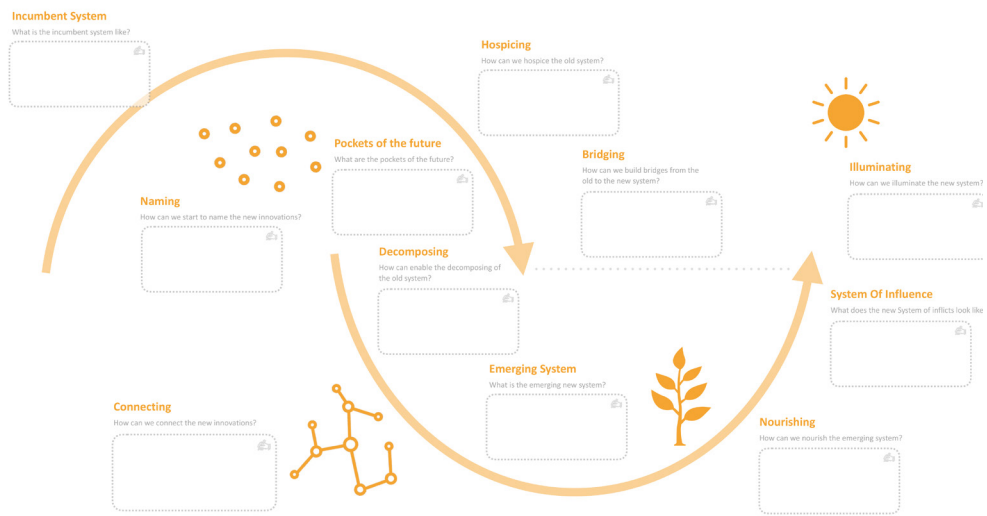 Incumbent System
What is the incumbent system like?
Hospicing
How can we hospice the old system?
Pockets of the future
What are the pockets of the future?
Bridging
How can we build bridges from the
old to the new system?
Illuminating
How can we illuminate the new system?
Naming
How can we start to name the new innovations?
Decomposing
How can enable the decomposing of
the old system?
System Of Influence
What does the new System of inflicts look like
Emerging System
What is the emerging new system?
Connecting
How can we connect the new innovations?
Nourishing
How can we nourish the emerging system?